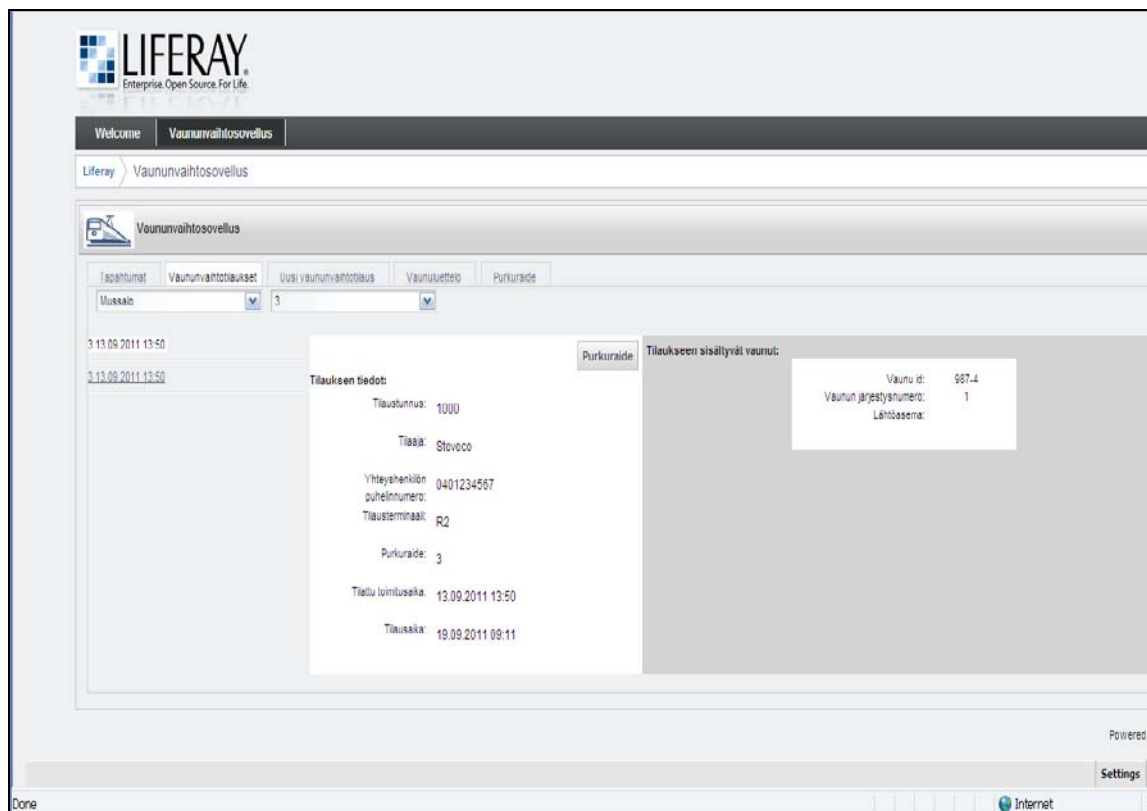 LIFERAY.
Enterprise. Open Source. For Life.
Welcome Vaununvaihtosovellus
Liferay Vaununvaihtosovellus
Vaununvaihtosovellus
Tapahtumat Vaununvaihtotilaukset Uusi vaununvaihtotilaus Vaunuluettelo Purkuraide
Mussalo 3
3 13.09.2011 13:50
3 13.09.2011 13:50
Purkuraide
Tilauksen tiedot:
Tilaustunnus: 1000
Tilaaja: Steveco
Yhteyshenkilön
puhelinnumero: 0401234567
Tilausterminaali: R2
Purkuraide: 3
Tilattu toimitusaika: 13.09.2011 13:50
Tilausaika: 19.09.2011 09:11
Tilaukseen sisältyvät vaunut:
Vaunu id: 987-4
Vaunun järjestysnumero: 1
Lähtöasema:
Powered
Settings
Done Internet